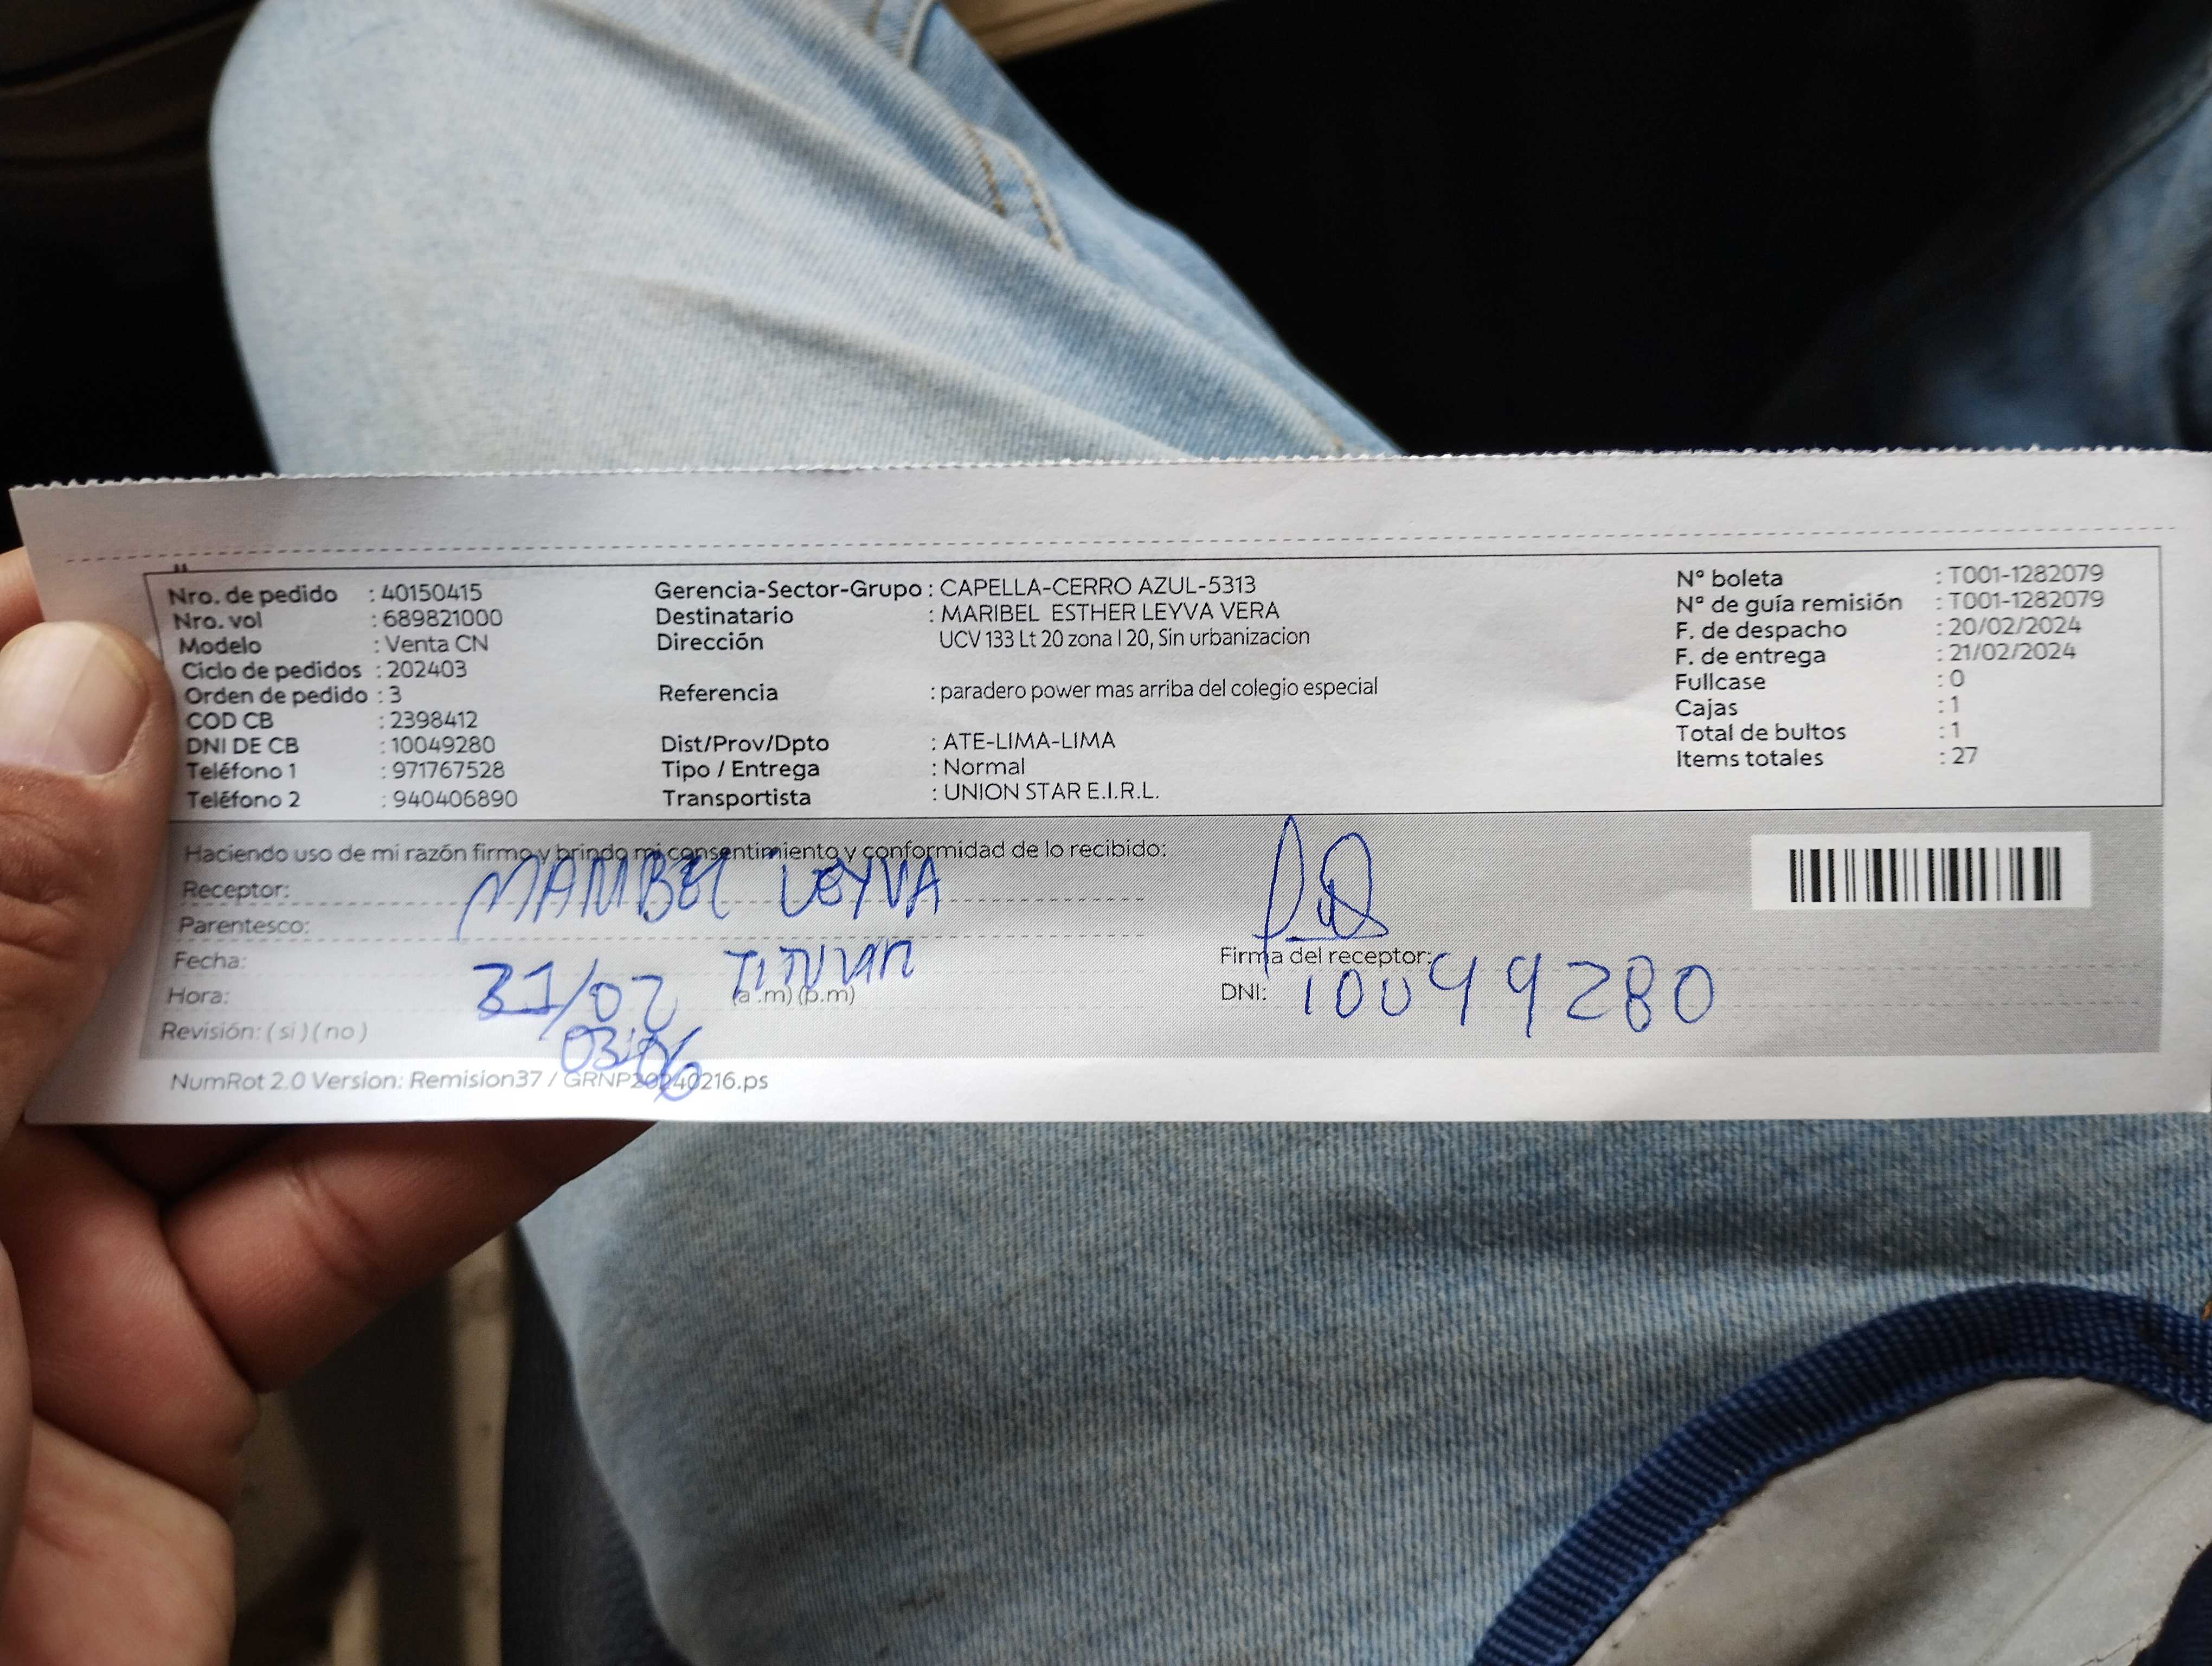 Nro. de pedido : 40150415
Nro. vol : 689821000
Modelo : Venta CN
Ciclo de pedidos : 202403
Orden de pedido : 3
COD CB : 2398412
DNI DE CB : 10049280
Teléfono 1 : 971767528
Teléfono 2 : 940406890
Gerencia-Sector-Grupo : CAPELLA-CERRO AZUL-5313
Destinatario : MARIBEL ESTHER LEYVA VERA
Dirección UCV 133 Lt 20 zona I 20, Sin urbanizacion
Referencia : paradero power mas arriba del colegio especial
Dist/Prov/Dpto : ATE-LIMA-LIMA
Tipo / Entrega : Normal
Transportista : UNION STAR E.I.R.L.
N° boleta : T001-1282079
N° de guía remisión : T001-1282079
F. de despacho : 20/02/2024
F. de entrega : 21/02/2024
Fullcase : 0
Cajas : 1
Total de bultos : 1
Items totales : 27
Haciendo uso de mi razón firmo y brindo mi consentimiento y conformidad de lo recibido:
Receptor: MARIBEL LEYVA
Parentesco:
Fecha:
Hora: (a.m) (p.m)
03:06
Revisión: ( si ) ( no )
Firma del receptor:
DNI: 10049280
NumRot 2.0 Version: Remision37 / GRNP20240216.ps